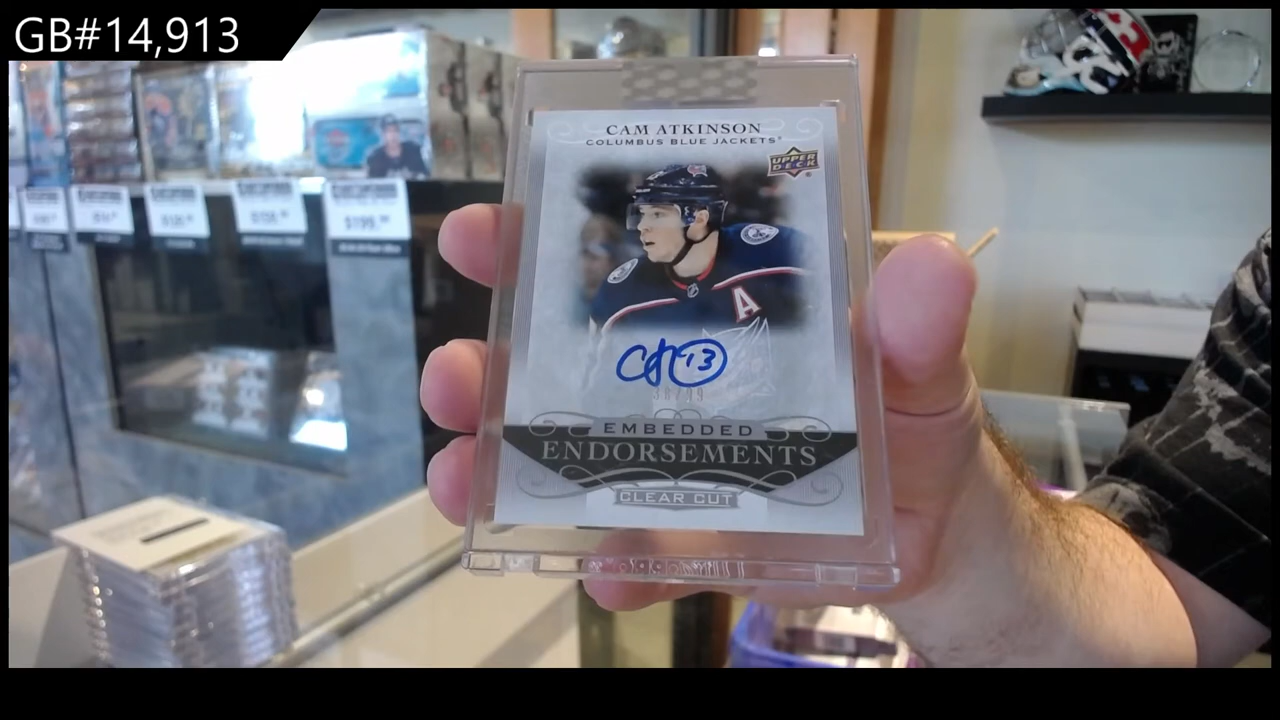 GB#14,913
CAM ATKINSON
COLUMBUS BLUE JACKETS
UPPER
DECK
A
13
EMBEDDED
ENDORSEMENTS
CLEAR CUT